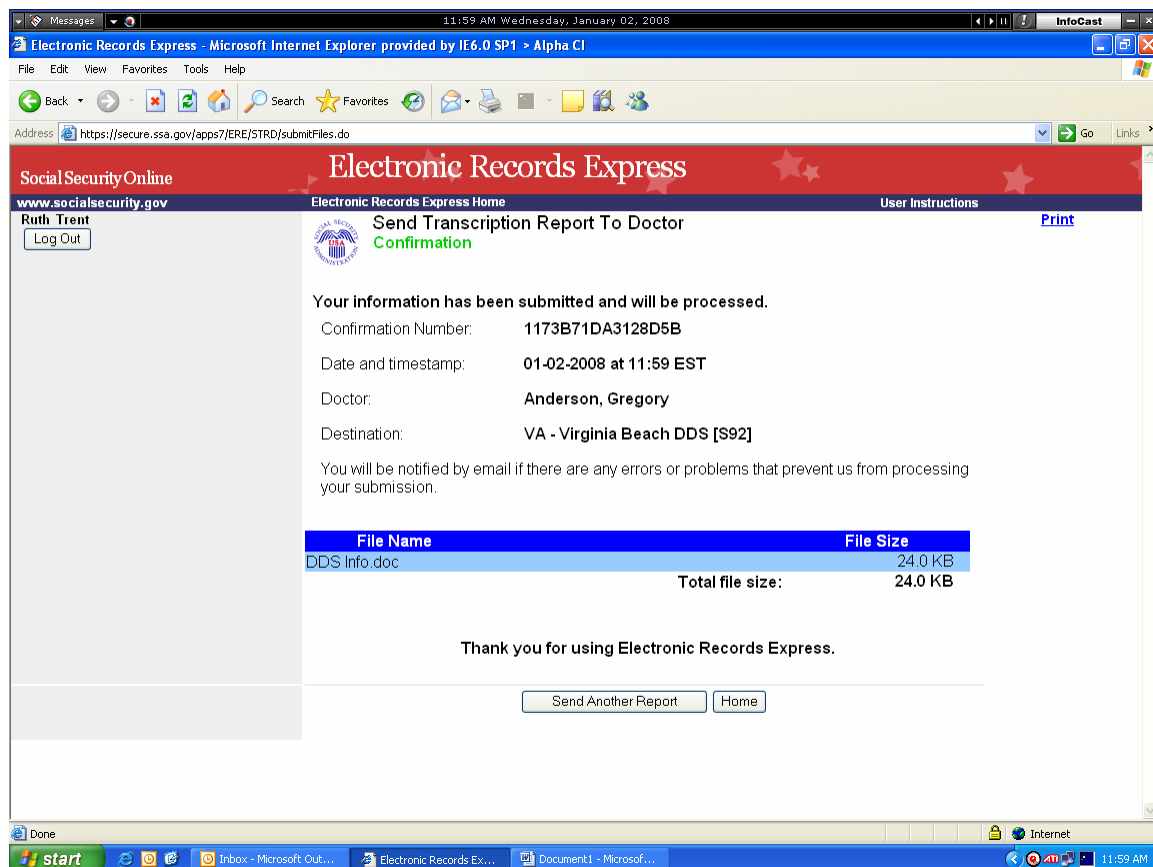 Messages 11:59 AM Wednesday, January 02, 2008 InfoCast
Electronic Records Express - Microsoft Internet Explorer provided by IE6.0 SP1 > Alpha CI
File Edit View Favorites Tools Help
Back Search Favorites
Address https://secure.ssa.gov/apps7/ERE/STRD/submitFiles.do Go Links
Social Security Online Electronic Records Express
www.socialsecurity.gov Electronic Records Express Home User Instructions
Ruth Trent
Log Out
SOCIAL SECURITY ADMINISTRATION
USA
Send Transcription Report To Doctor
Confirmation
Print
Your information has been submitted and will be processed.
Confirmation Number: 1173B71DA3128D5B
Date and timestamp: 01-02-2008 at 11:59 EST
Doctor: Anderson, Gregory
Destination: VA - Virginia Beach DDS [S92]
You will be notified by email if there are any errors or problems that prevent us from processing
your submission.
File Name File Size
DDS Info.doc 24.0 KB
Total file size: 24.0 KB
Thank you for using Electronic Records Express.
Send Another Report Home
Done Internet
start Inbox - Microsoft Out... Electronic Records Ex... Document1 - Microsof... ATI 11:59 AM